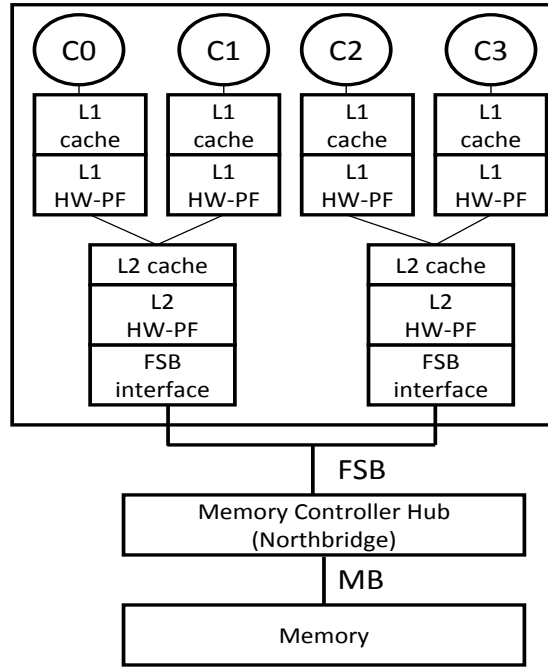 C0
C1
C2
C3
L1
cache
L1
cache
L1
cache
L1
cache
L1
HW-PF
L1
HW-PF
L1
HW-PF
L1
HW-PF
L2 cache
L2 cache
L2
HW-PF
L2
HW-PF
FSB
interface
FSB
interface
FSB
Memory Controller Hub
(Northbridge)
MB
Memory